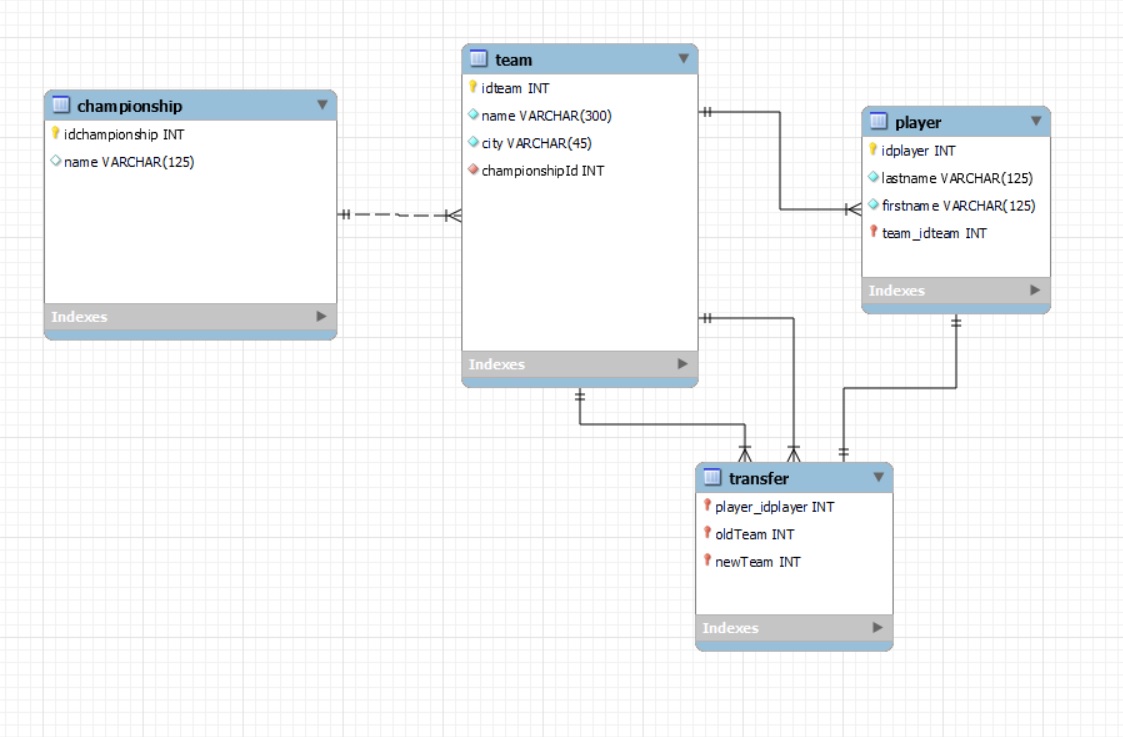 championship
idchampionship INT
name VARCHAR(125)
Indexes
team
idteam INT
name VARCHAR(300)
city VARCHAR(45)
championshipId INT
Indexes
player
idplayer INT
lastname VARCHAR(125)
firstname VARCHAR(125)
team_idteam INT
Indexes
transfer
player_idplayer INT
oldTeam INT
newTeam INT
Indexes